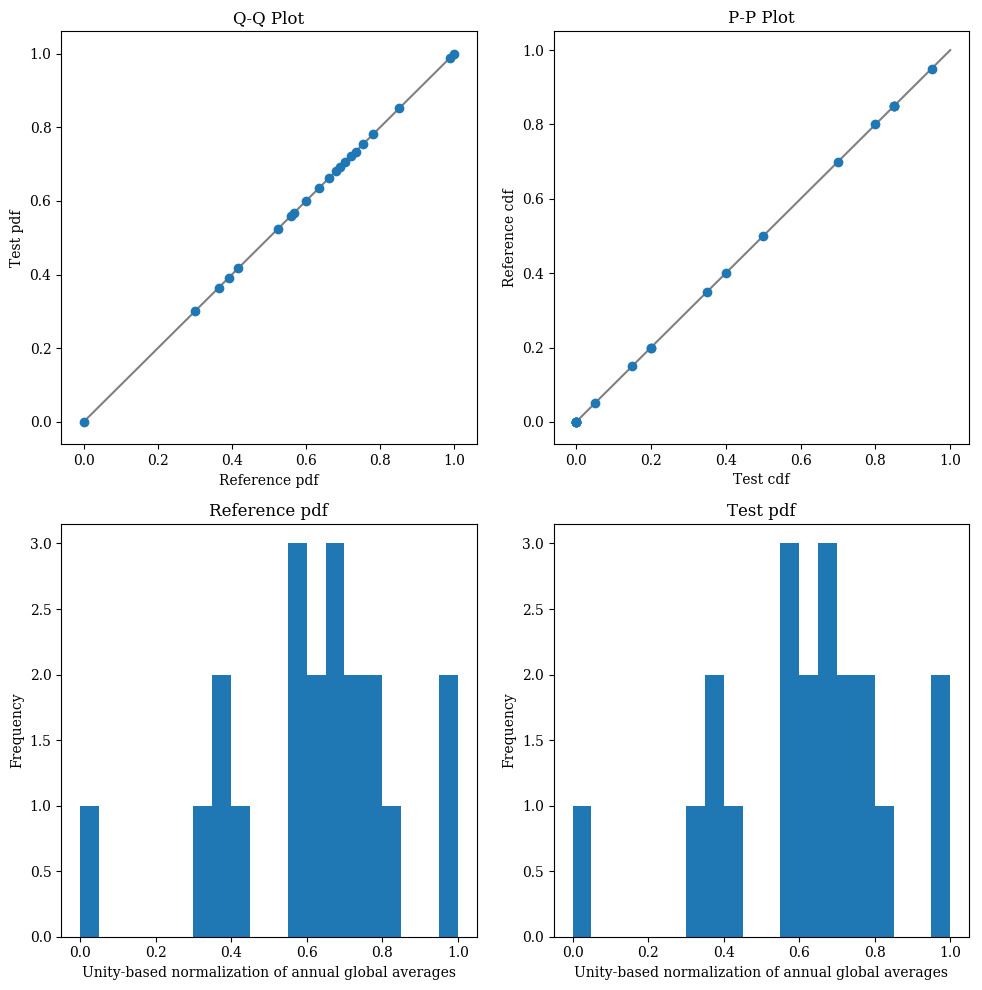 Q-Q Plot
1.0
0.8
0.6
0.4
0.2
0.0
Test pdf
0.0 0.2 0.4 0.6 0.8 1.0
Reference pdf
P-P Plot
1.0
0.8
0.6
0.4
0.2
0.0
Reference cdf
0.0 0.2 0.4 0.6 0.8 1.0
Test cdf
Reference pdf
3.0
2.5
2.0
1.5
1.0
0.5
0.0
Frequency
0.0 0.2 0.4 0.6 0.8 1.0
Unity-based normalization of annual global averages
Test pdf
3.0
2.5
2.0
1.5
1.0
0.5
0.0
Frequency
0.0 0.2 0.4 0.6 0.8 1.0
Unity-based normalization of annual global averages